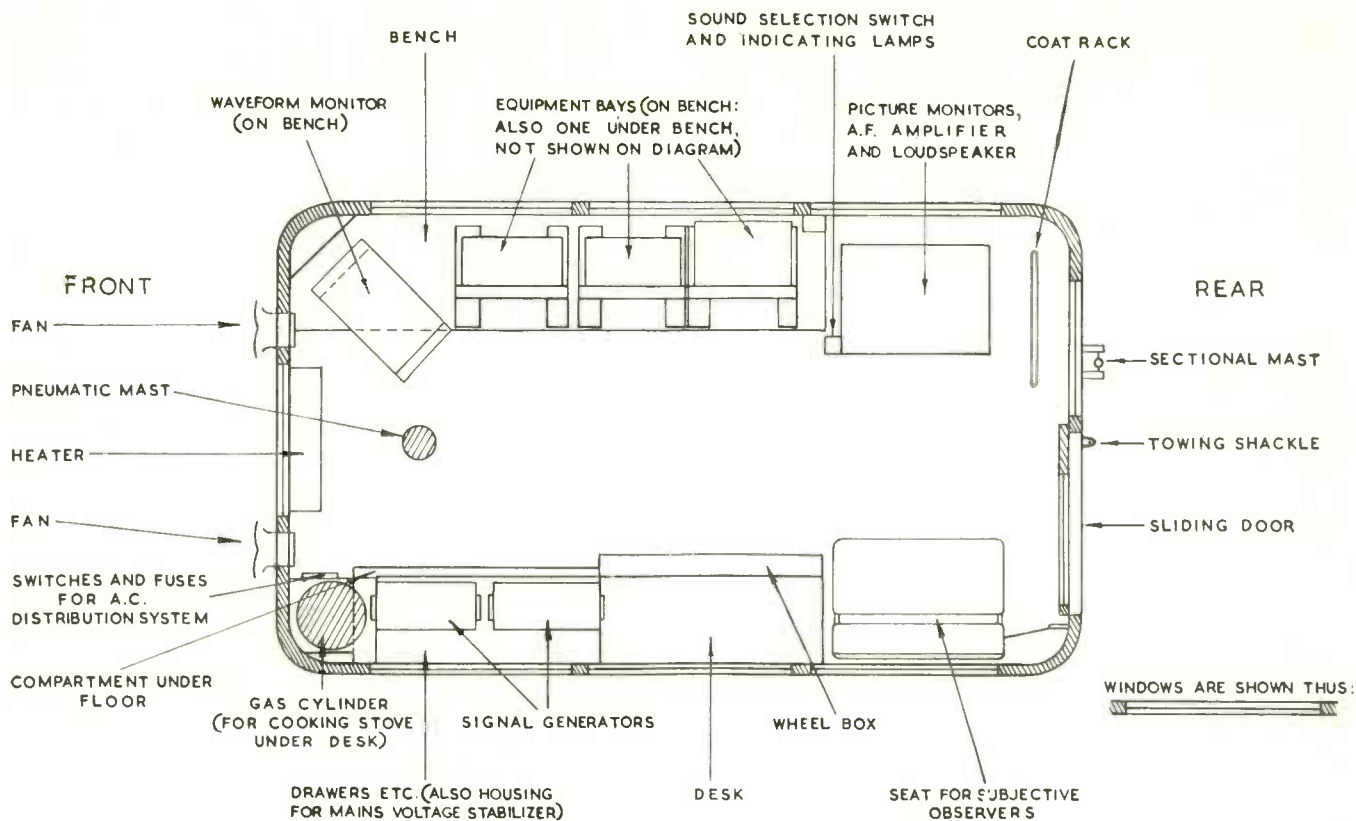 SOUND SELECTION SWITCH
AND INDICATING LAMPS
BENCH
COAT RACK
WAVEFORM MONITOR
(ON BENCH)
EQUIPMENT BAYS (ON BENCH:
ALSO ONE UNDER BENCH,
NOT SHOWN ON DIAGRAM)
PICTURE MONITORS,
A.F. AMPLIFIER
AND LOUDSPEAKER
FRONT
REAR
FAN
SECTIONAL MAST
PNEUMATIC MAST
TOWING SHACKLE
HEATER
FAN
SLIDING DOOR
SWITCHES AND FUSES
FOR A.C.
DISTRIBUTION SYSTEM
COMPARTMENT UNDER
FLOOR
GAS CYLINDER
(FOR COOKING STOVE
UNDER DESK)
SIGNAL GENERATORS
WHEEL BOX
WINDOWS ARE SHOWN THUS:
DRAWERS ETC. (ALSO HOUSING
FOR MAINS VOLTAGE STABILIZER)
DESK
SEAT FOR SUBJECTIVE
OBSERVERS